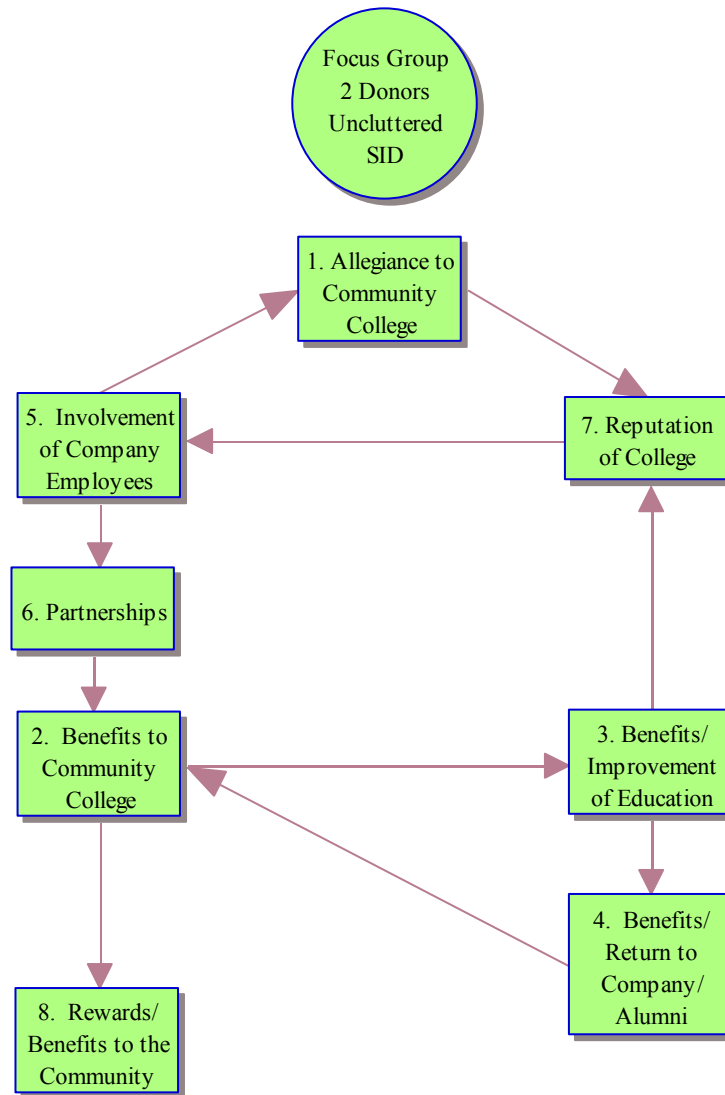 Focus Group
2 Donors
Uncluttered
SID
1. Allegiance to
Community
College
5. Involvement
of Company
Employees
7. Reputation
of College
6. Partnerships
2. Benefits to
Community
College
3. Benefits/
Improvement
of Education
4. Benefits/
Return to
Company/
Alumni
8. Rewards/
Benefits to the
Community